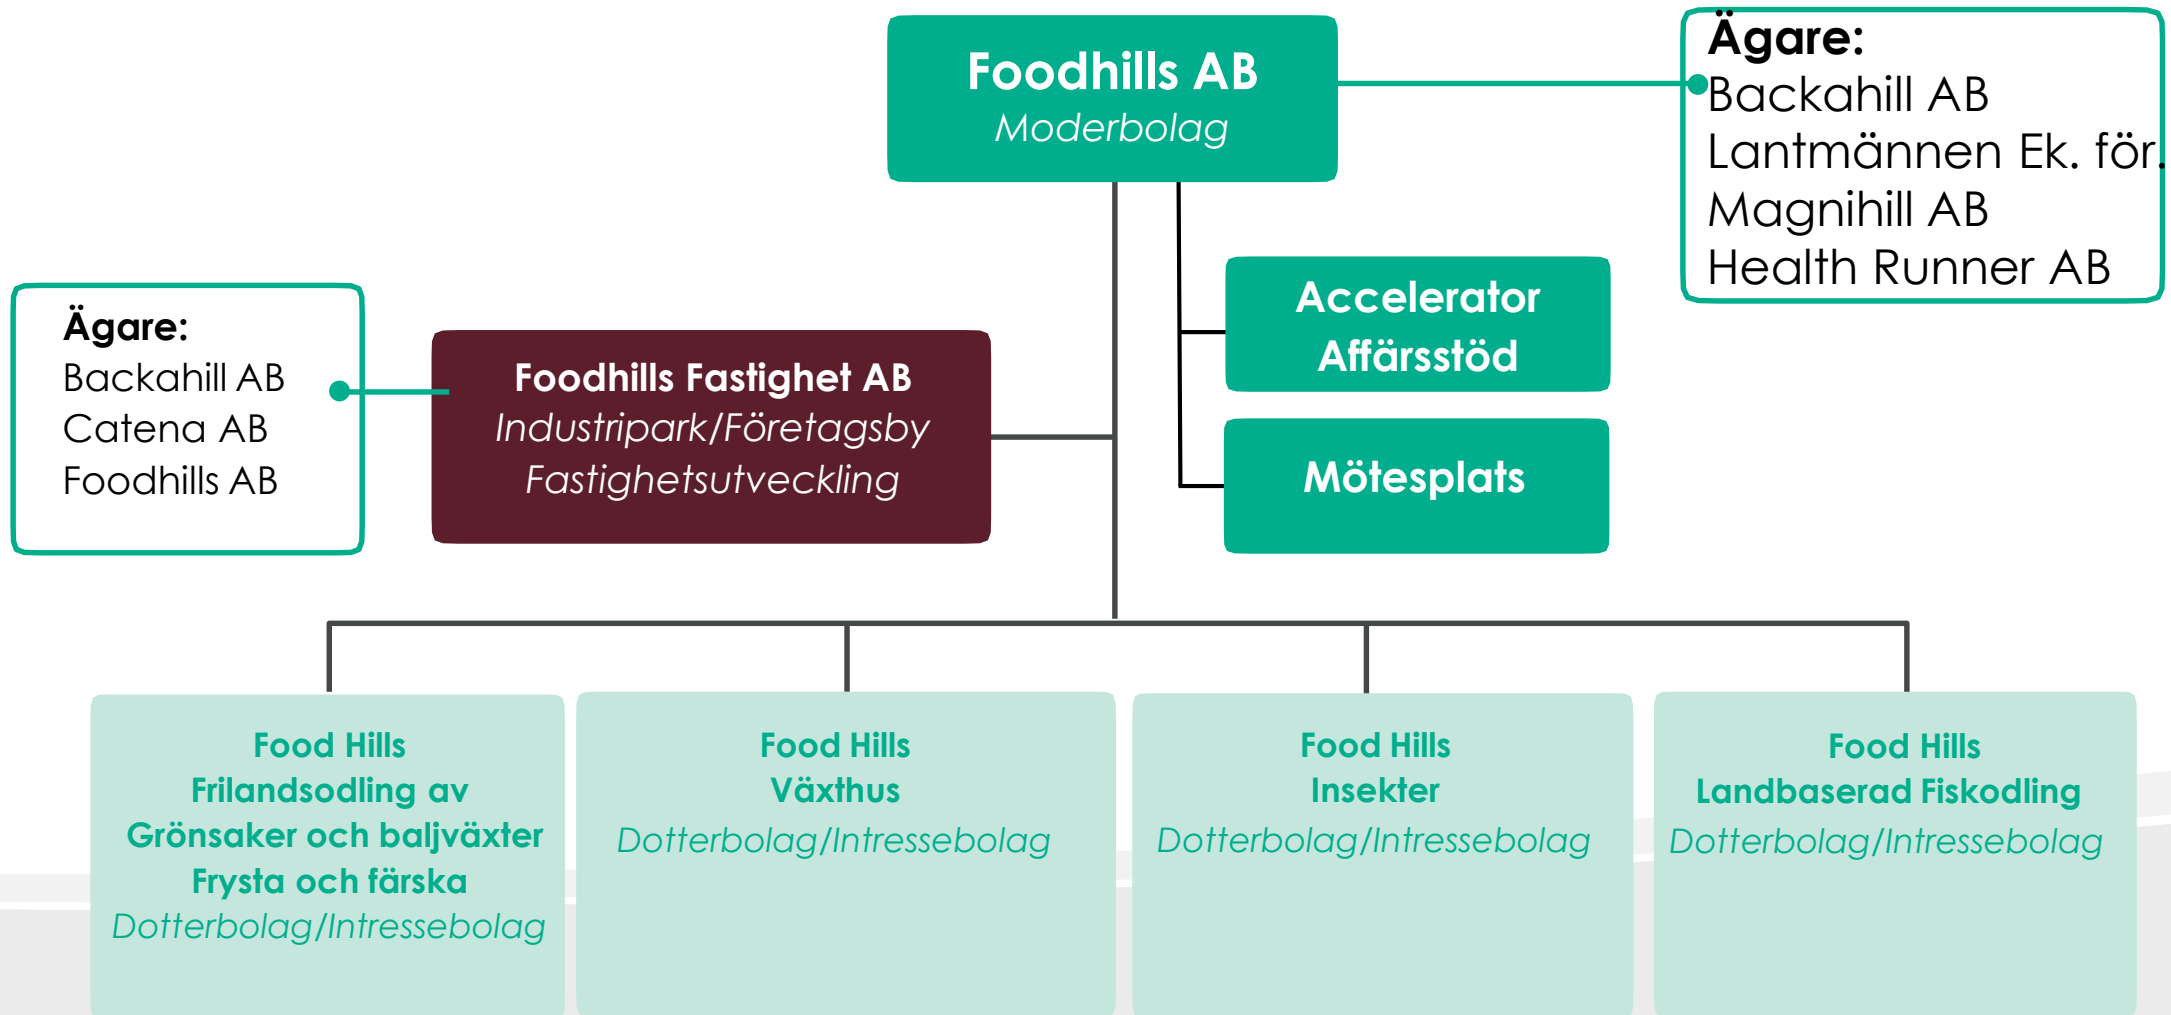 Foodhills AB
Moderbolag
Ägare:
Backahill AB
Lantmännen Ek. för.
Magnihill AB
Health Runner AB
Accelerator
Affärsstöd
Ägare:
Backahill AB
Catena AB
Foodhills AB
Foodhills Fastighet AB
Industripark/Företagsby
Fastighetsutveckling
Mötesplats
Food Hills
Frilandsodling av
Grönsaker och baljväxter
Frysta och färska
Dotterbolag/Intressebolag
Food Hills
Växthus
Dotterbolag/Intressebolag
Food Hills
Insekter
Dotterbolag/Intressebolag
Food Hills
Landbaserad Fiskodling
Dotterbolag/Intressebolag